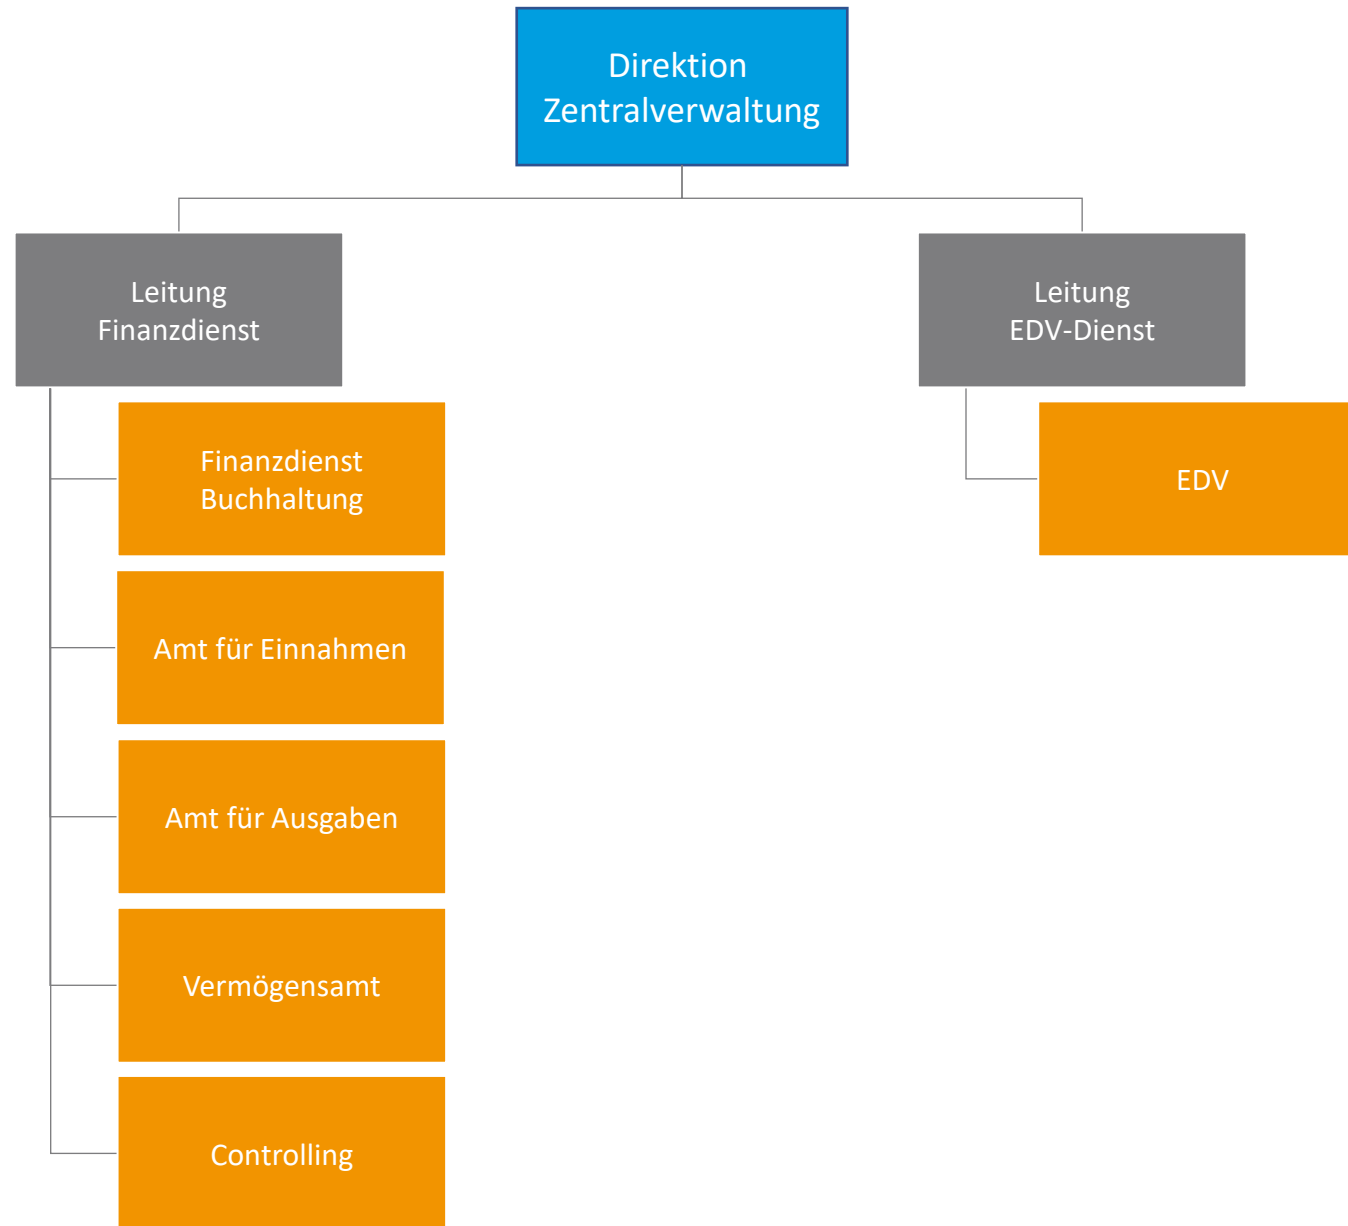 Direktion
Zentralverwaltung
Leitung
Finanzdienst
Leitung
EDV-Dienst
Finanzdienst
Buchhaltung
EDV
Amt für Einnahmen
Amt für Ausgaben
Vermögensamt
Controlling